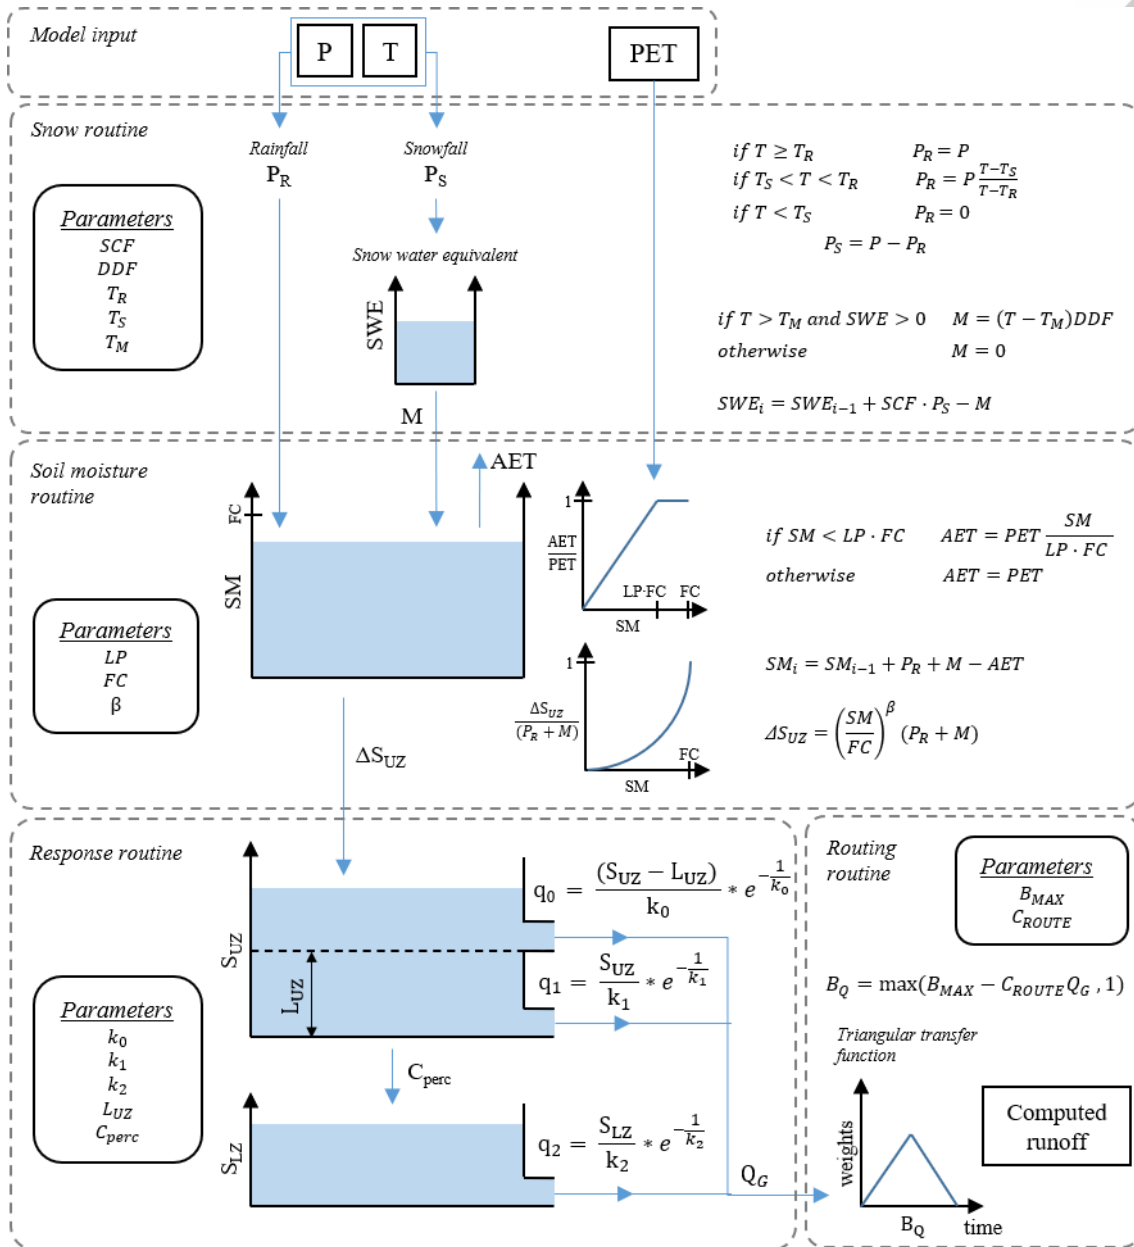 Model input
P
T
PET
Snow routine
Rainfall
P_R
Snowfall
P_S
Parameters
SCF
DDF
T_R
T_S
T_M
Snow water equivalent
SWE
M
if T ≥ T_R P_R = P
if T_S < T < T_R P_R = P (T−T_S)/(T−T_R)
if T < T_S P_R = 0
P_S = P − P_R
if T > T_M and SWE > 0 M = (T − T_M)DDF
otherwise M = 0
SWE_i = SWE_{i−1} + SCF · P_S − M
Soil moisture
routine
AET
FC
SM
Parameters
LP
FC
β
1
AET/PET
LP·FC FC
SM
if SM < LP · FC AET = PET SM/(LP · FC)
otherwise AET = PET
1
ΔS_UZ/(P_R + M)
FC
SM
SM_i = SM_{i−1} + P_R + M − AET
ΔS_UZ = (SM/FC)^β (P_R + M)
ΔS_UZ
Response routine
Parameters
k_0
k_1
k_2
L_UZ
C_perc
S_UZ
L_UZ
q_0 = (S_UZ − L_UZ)/k_0 * e^{−1/k_0}
q_1 = S_UZ/k_1 * e^{−1/k_1}
C_perc
S_LZ
q_2 = S_LZ/k_2 * e^{−1/k_2}
Q_G
Routing
routine
Parameters
B_MAX
C_ROUTE
B_Q = max(B_MAX − C_ROUTE Q_G , 1)
Triangular transfer
function
weights
B_Q
time
Computed
runoff